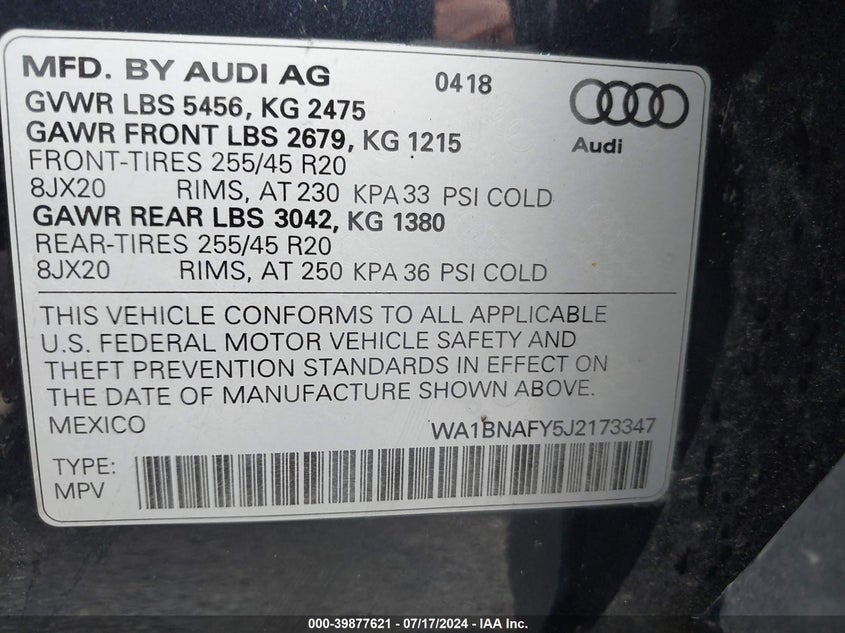 MFD. BY AUDI AG 0418
GVWR LBS 5456, KG 2475
GAWR FRONT LBS 2679, KG 1215
Audi
FRONT-TIRES 255/45 R20
8JX20 RIMS, AT 230 KPA 33 PSI COLD
GAWR REAR LBS 3042, KG 1380
REAR-TIRES 255/45 R20
8JX20 RIMS, AT 250 KPA 36 PSI COLD
THIS VEHICLE CONFORMS TO ALL APPLICABLE
U.S. FEDERAL MOTOR VEHICLE SAFETY AND
THEFT PREVENTION STANDARDS IN EFFECT ON
THE DATE OF MANUFACTURE SHOWN ABOVE.
MEXICO WA1BNAFY5J2173347
TYPE:
MPV
000-39877621 - 07/17/2024 - IAAI.com